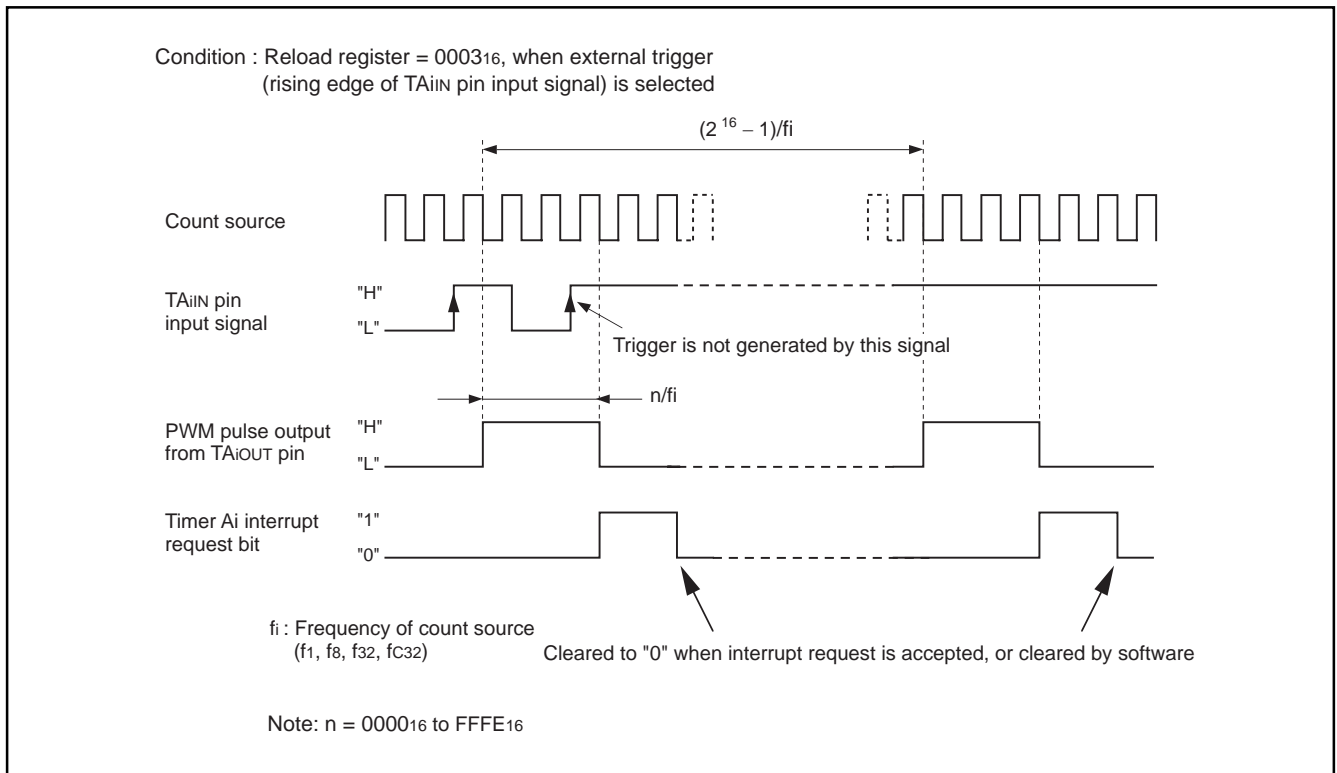 Condition : Reload register = 000316, when external trigger
(rising edge of TAiIN pin input signal) is selected
(2 16 – 1)/fi
Count source
TAiIN pin
input signal
"H"
"L"
Trigger is not generated by this signal
n/fi
PWM pulse output
from TAiOUT pin
"H"
"L"
Timer Ai interrupt
request bit
"1"
"0"
fi : Frequency of count source
(f1, f8, f32, fC32)
Cleared to "0" when interrupt request is accepted, or cleared by software
Note: n = 000016 to FFFE16